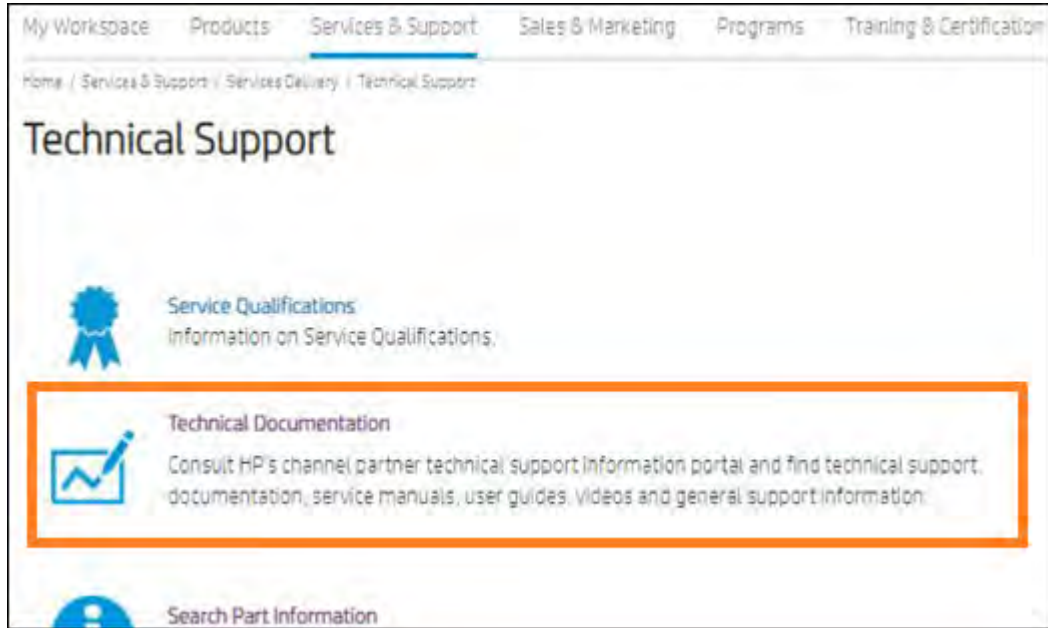 My Workspace Products Services & Support Sales & Marketing Programs Training & Certification
Home / Services & Support / Services Delivery / Technical Support
Technical Support
Service Qualifications
Information on Service Qualifications.
Technical Documentation
Consult HP's channel partner technical support information portal and find technical support,
documentation, service manuals, user guides, videos and general support information.
Search Part Information